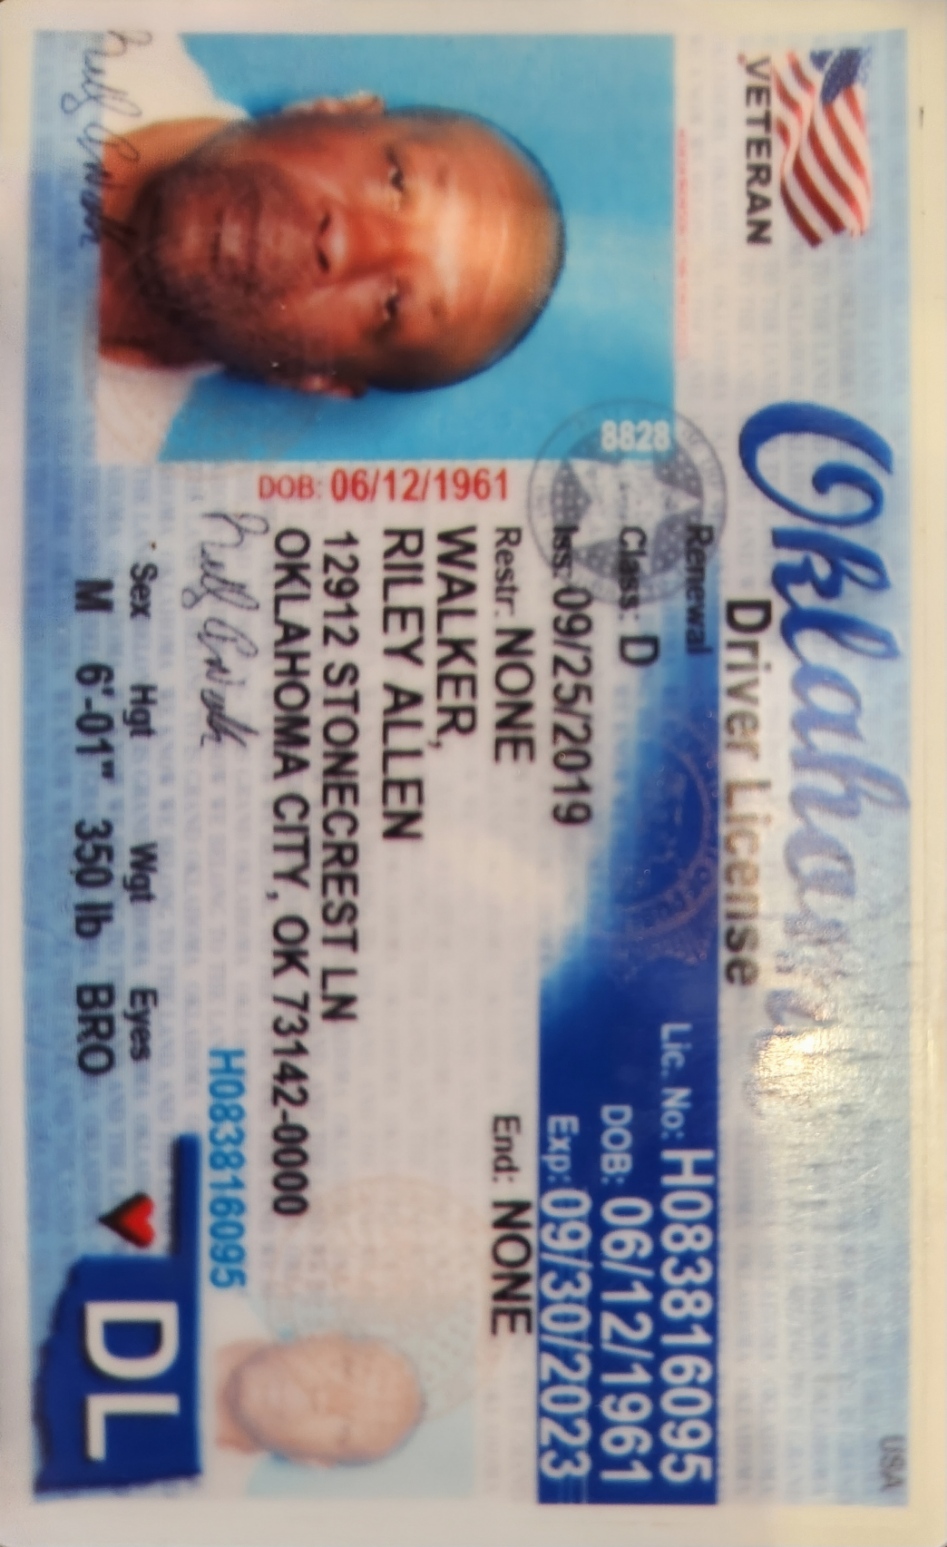 USA
VETERAN
Oklahoma
Driver License
8828
Renewal
Lic. No: H083816095
Class: D
DOB: 06/12/1961
Iss: 09/25/2019
Exp: 09/30/2023
Restr: NONE
End: NONE
DOB: 06/12/1961
WALKER,
RILEY ALLEN
12912 STONECREST LN
OKLAHOMA CITY, OK 73142-0000
H083816095
Sex Hgt Wgt Eyes
M 6'-01" 350 lb BRO
DL